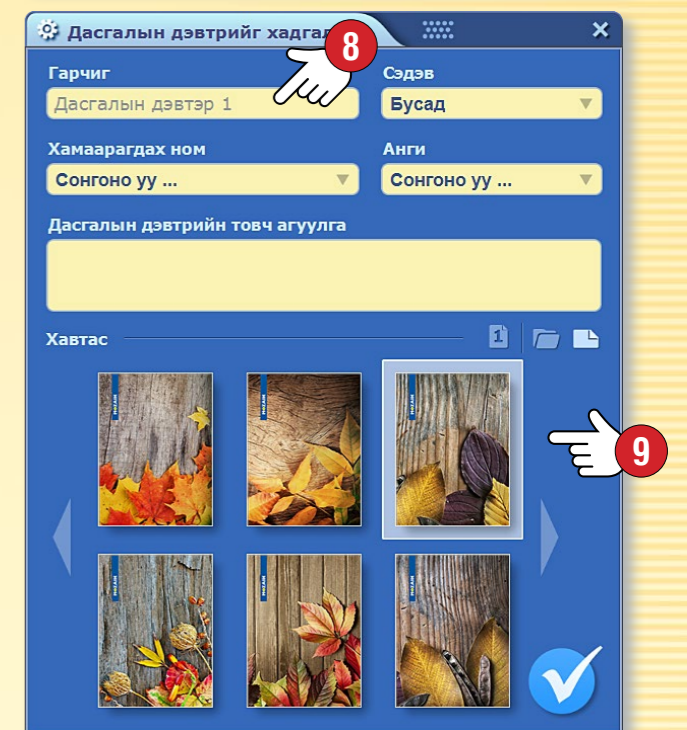 Дасгалын дэвтрийг
8
Гарчиг Сэдэв
Дасгалын дэвтэр 1 Бусад
Хамаарагдах ном Анги
Сонгоно уу ... Сонгоно уу ...
Дасгалын дэвтрийн товч агуулга
Хавтас 1
9